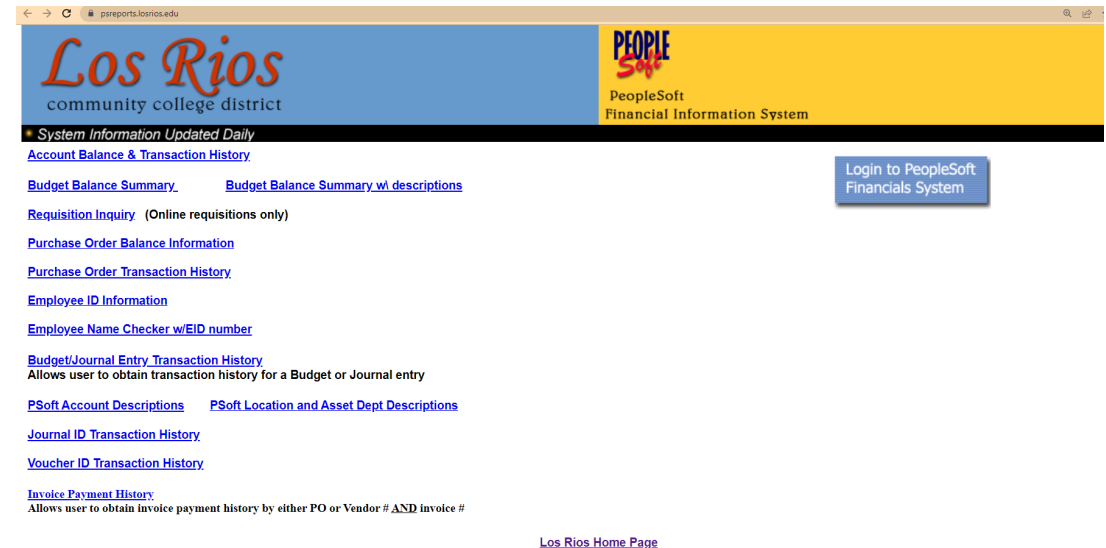 psreports.losrios.edu
Los Rios
community college district
PEOPLE
Soft
PeopleSoft
Financial Information System
System Information Updated Daily
Account Balance & Transaction History
Login to PeopleSoft
Financials System
Budget Balance Summary Budget Balance Summary w\ descriptions
Requisition Inquiry (Online requisitions only)
Purchase Order Balance Information
Purchase Order Transaction History
Employee ID Information
Employee Name Checker w/EID number
Budget/Journal Entry Transaction History
Allows user to obtain transaction history for a Budget or Journal entry
PSoft Account Descriptions PSoft Location and Asset Dept Descriptions
Journal ID Transaction History
Voucher ID Transaction History
Invoice Payment History
Allows user to obtain invoice payment history by either PO or Vendor # AND invoice #
Los Rios Home Page